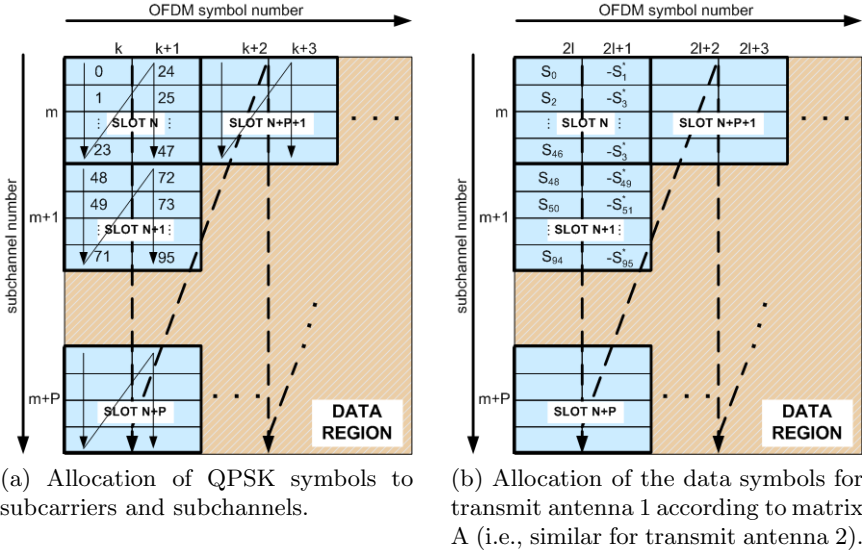 OFDM symbol number
k k+1 k+2 k+3
subchannel number
m
0 24
1 25
⋮ SLOT N ⋮
23 47
SLOT N+P+1
. . .
m+1
48 72
49 73
⋮ SLOT N+1 ⋮
71 95
m+P
SLOT N+P
. . .
DATA
REGION
(a) Allocation of QPSK symbols to
subcarriers and subchannels.
OFDM symbol number
2l 2l+1 2l+2 2l+3
subchannel number
m
S₀ -S₁*
S₂ -S₃*
⋮ SLOT N ⋮
S₄₆ -S₃*
SLOT N+P+1
. . .
m+1
S₄₈ -S₄₉*
S₅₀ -S₅₁*
⋮ SLOT N+1 ⋮
S₉₄ -S₉₅*
m+P
SLOT N+P
. . .
DATA
REGION
(b) Allocation of the data symbols for
transmit antenna 1 according to matrix
A (i.e., similar for transmit antenna 2).